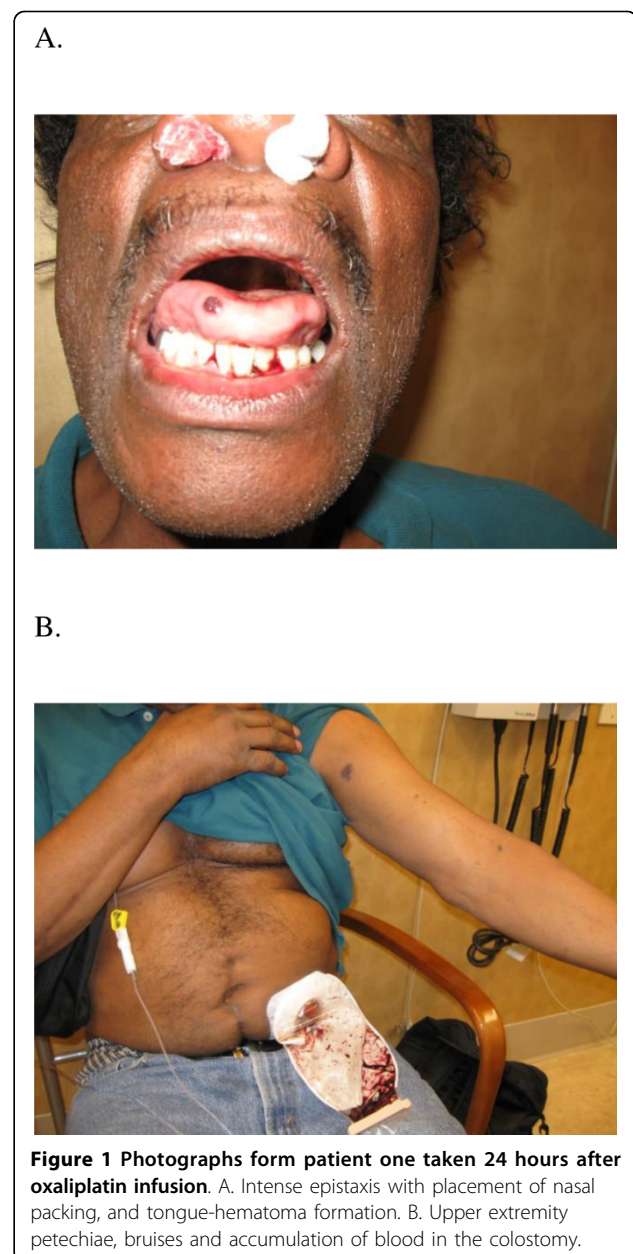 A.
B.
Figure 1 Photographs form patient one taken 24 hours after
oxaliplatin infusion. A. Intense epistaxis with placement of nasal
packing, and tongue-hematoma formation. B. Upper extremity
petechiae, bruises and accumulation of blood in the colostomy.